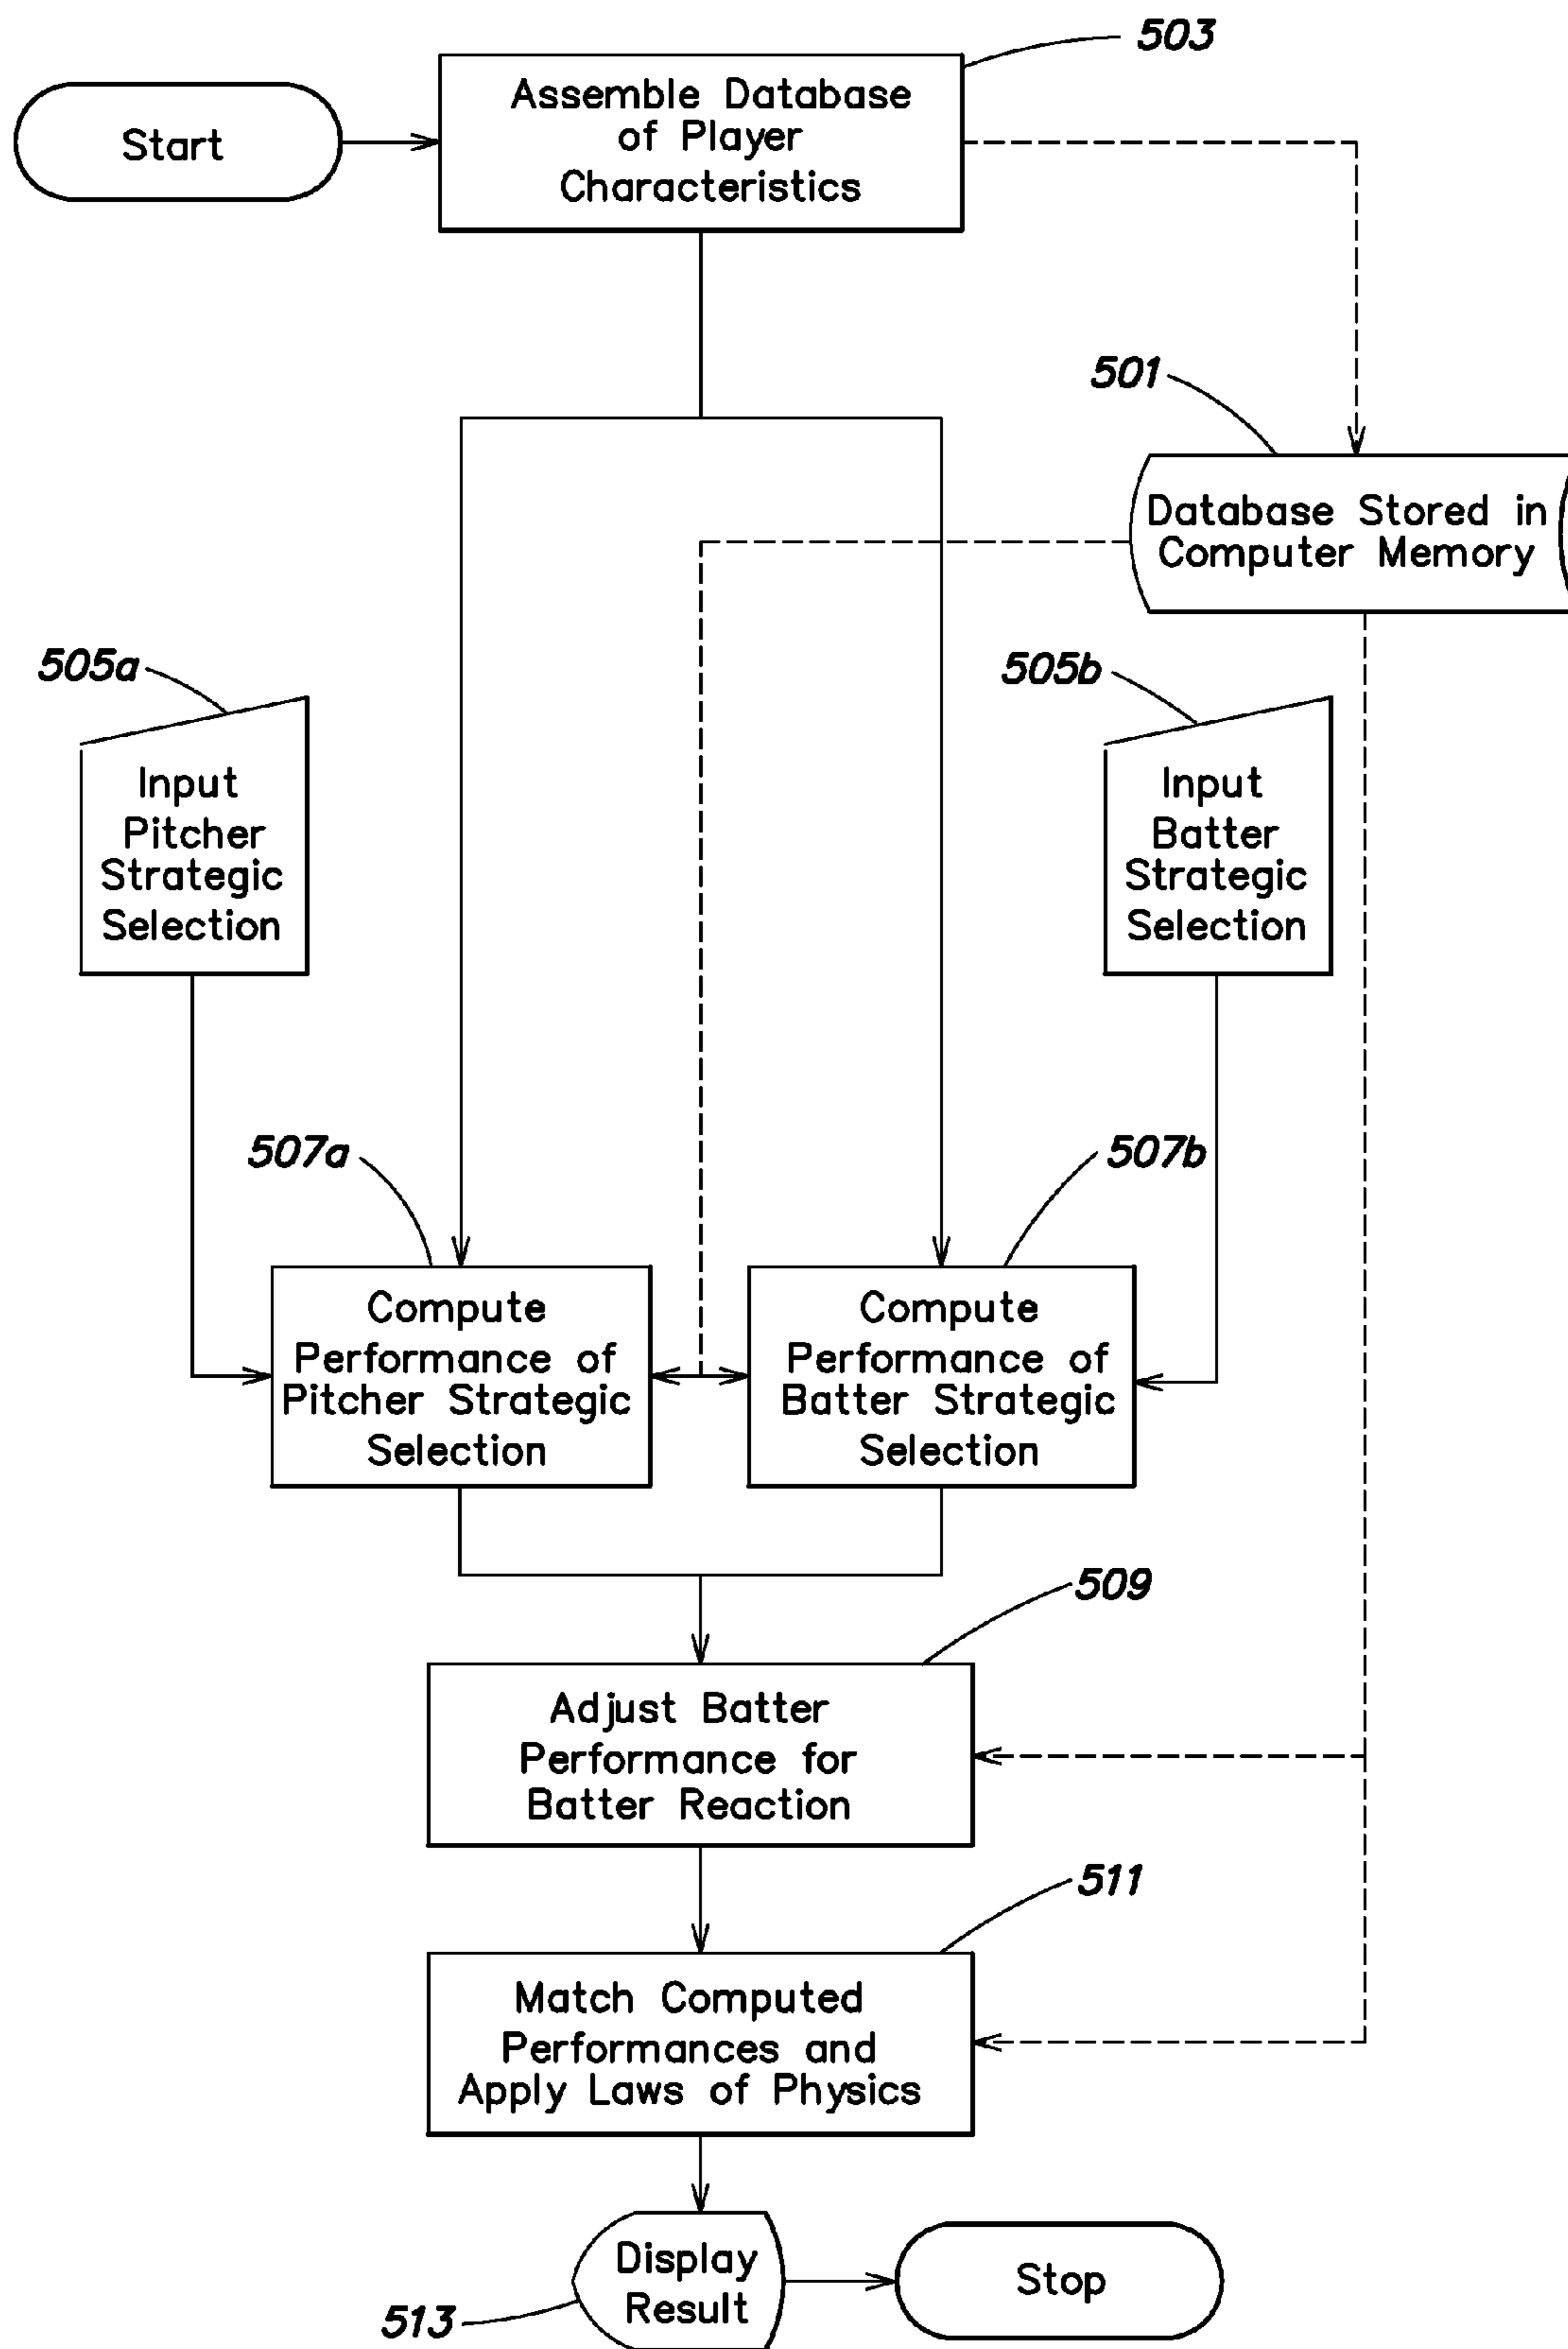 503
Start
Assemble Database
of Player
Characteristics
501
Database Stored in
Computer Memory
505a
Input
Pitcher
Strategic
Selection
505b
Input
Batter
Strategic
Selection
507a
Compute
Performance of
Pitcher Strategic
Selection
507b
Compute
Performance of
Batter Strategic
Selection
509
Adjust Batter
Performance for
Batter Reaction
511
Match Computed
Performances and
Apply Laws of Physics
Display
Result
513
Stop